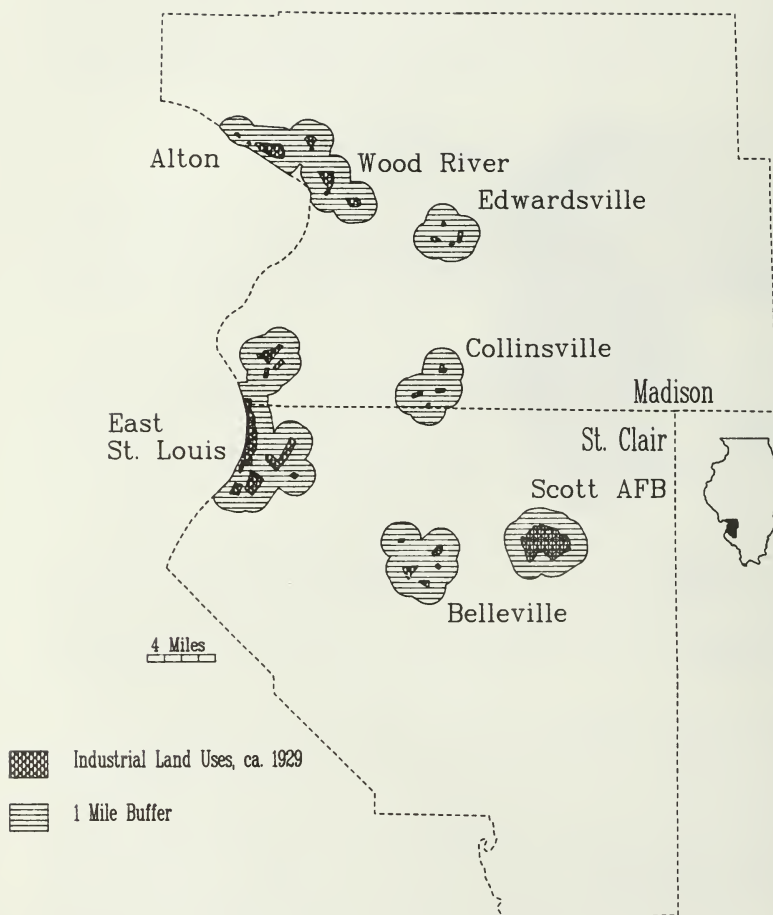 Alton
Wood River
Edwardsville
Collinsville
Madison
East
St. Louis
St. Clair
Scott AFB
Belleville
4 Miles
Industrial Land Uses, ca. 1929
1 Mile Buffer